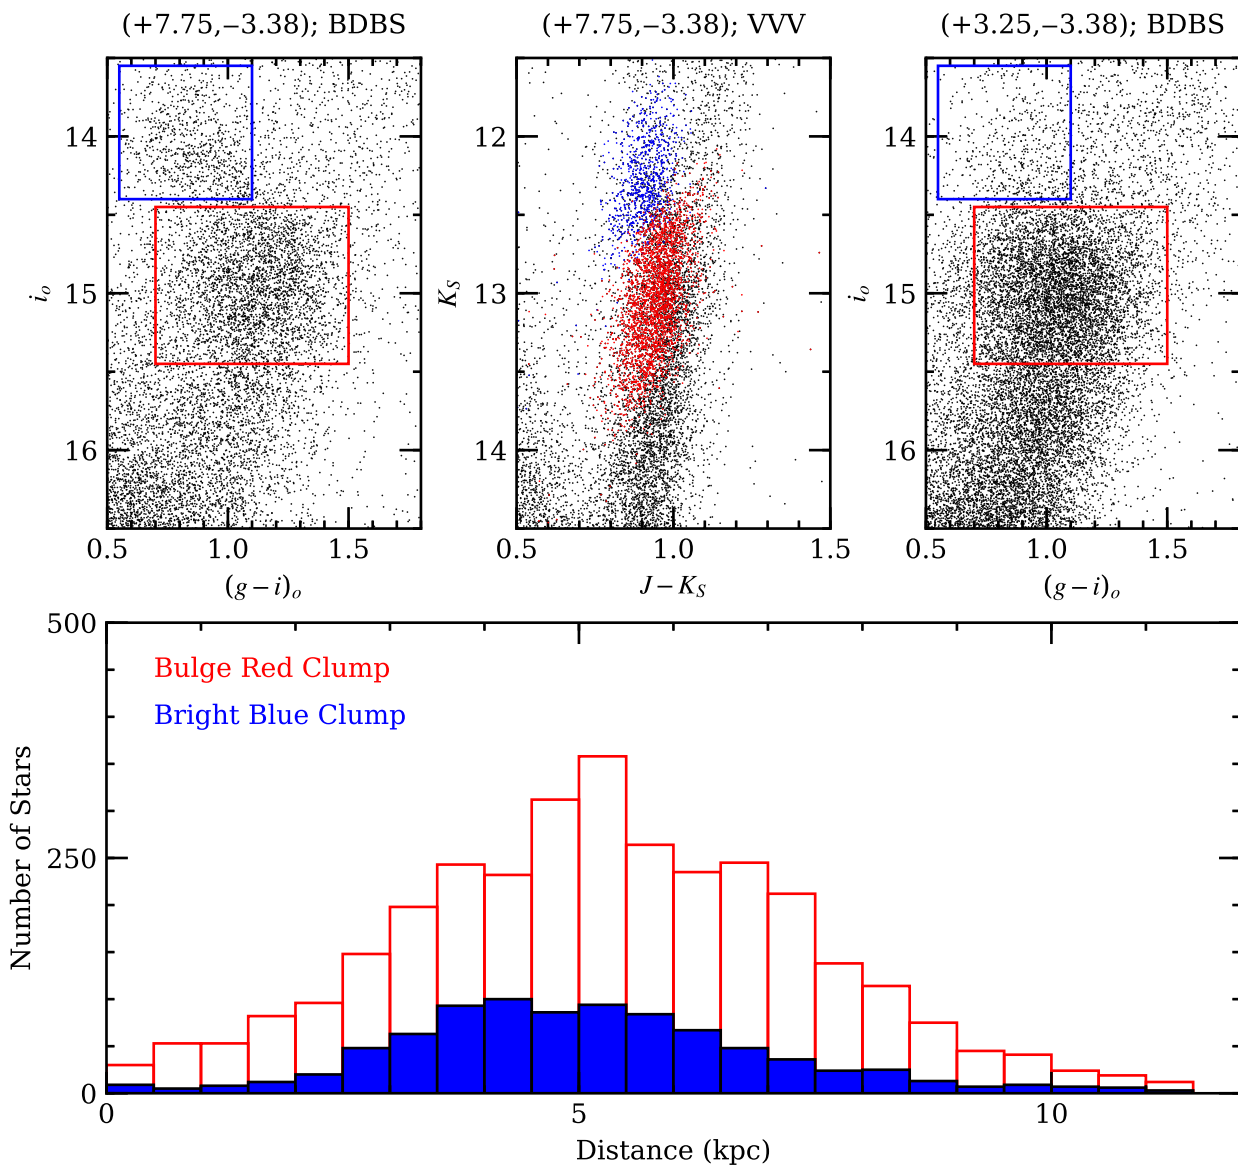 (+7.75,−3.38); BDBS
(+7.75,−3.38); VVV
(+3.25,−3.38); BDBS
14
15
16
i_o
0.5 1.0 1.5
(g − i)_o
12
13
14
K_S
0.5 1.0 1.5
J − K_S
14
15
16
i_o
0.5 1.0 1.5
(g − i)_o
500
250
0
Number of Stars
Bulge Red Clump
Bright Blue Clump
0 5 10
Distance (kpc)